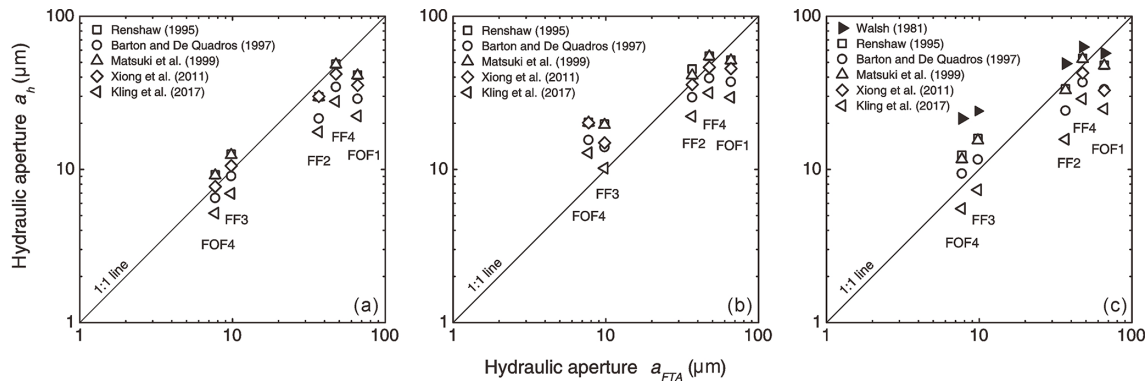 Hydraulic aperture a_h (μm)
100
10
1
1
10
100
Renshaw (1995)
Barton and De Quadros (1997)
Matsuki et al. (1999)
Xiong et al. (2011)
Kling et al. (2017)
FF4
FF2
FOF1
FF3
FOF4
1:1 line
(a)
100
10
1
1
10
100
Renshaw (1995)
Barton and De Quadros (1997)
Matsuki et al. (1999)
Xiong et al. (2011)
Kling et al. (2017)
FF4
FF2
FOF1
FF3
FOF4
1:1 line
(b)
100
10
1
1
10
100
Walsh (1981)
Renshaw (1995)
Barton and De Quadros (1997)
Matsuki et al. (1999)
Xiong et al. (2011)
Kling et al. (2017)
FF4
FF2
FOF1
FF3
FOF4
1:1 line
(c)
Hydraulic aperture a_FTA (μm)